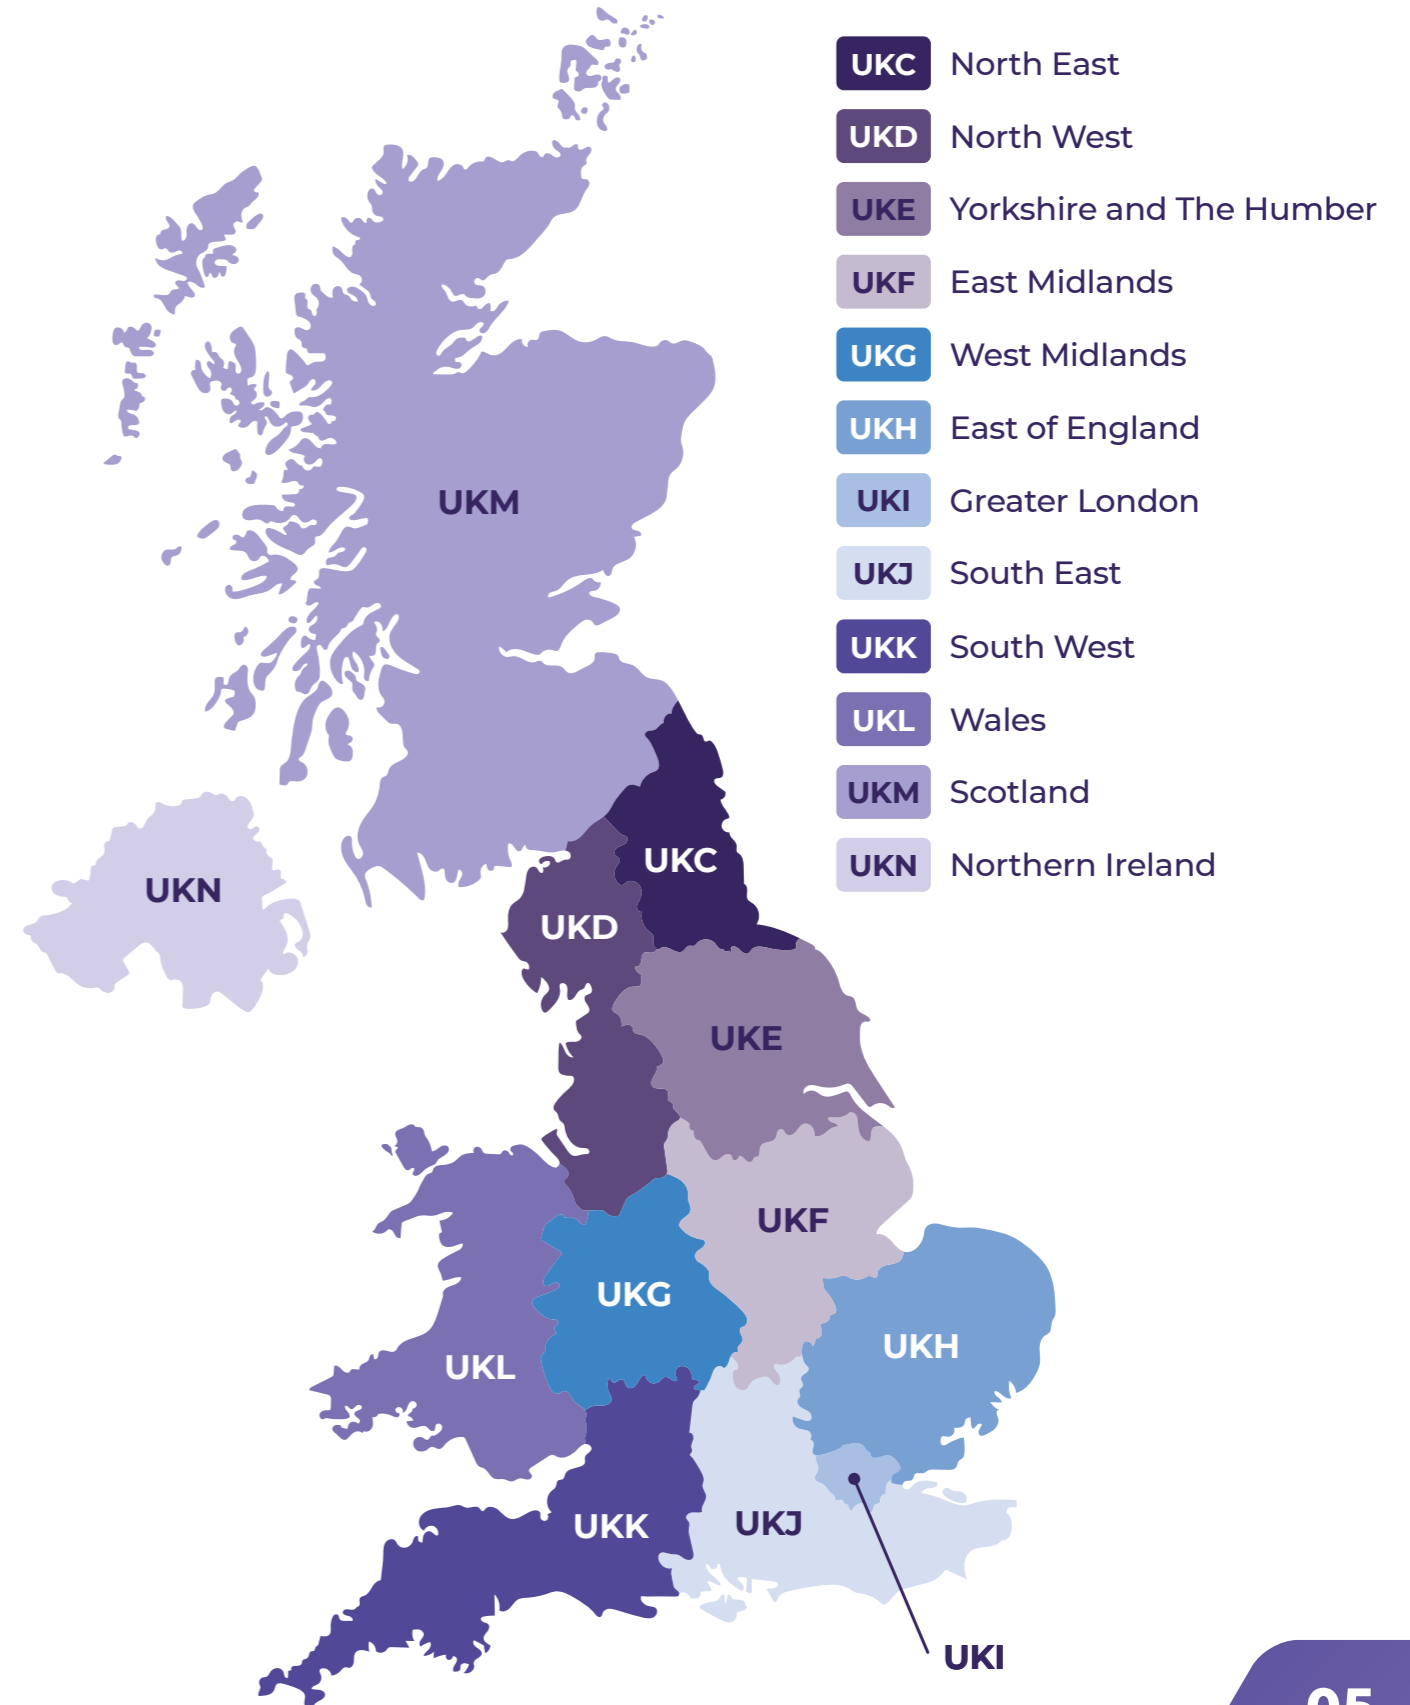 UKC North East
UKD North West
UKE Yorkshire and The Humber
UKF East Midlands
UKG West Midlands
UKH East of England
UKI Greater London
UKJ South East
UKK South West
UKL Wales
UKM Scotland
UKN Northern Ireland
UKM
UKC
UKN
UKD
UKE
UKF
UKG
UKH
UKL
UKJ
UKK
UKI
05